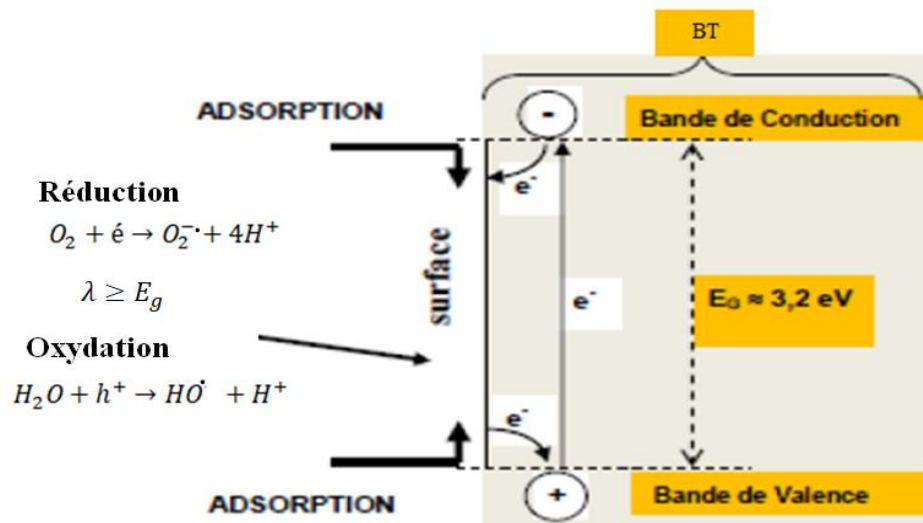 BT
ADSORPTION
-
Bande de Conduction
e⁻
Réduction
O₂ + é → O₂⁻˙ + 4H⁺
λ ≥ E_g
surface
e⁻
E_G ≈ 3,2 eV
Oxydation
H₂O + h⁺ → HO˙ + H⁺
e⁻
+
Bande de Valence
ADSORPTION